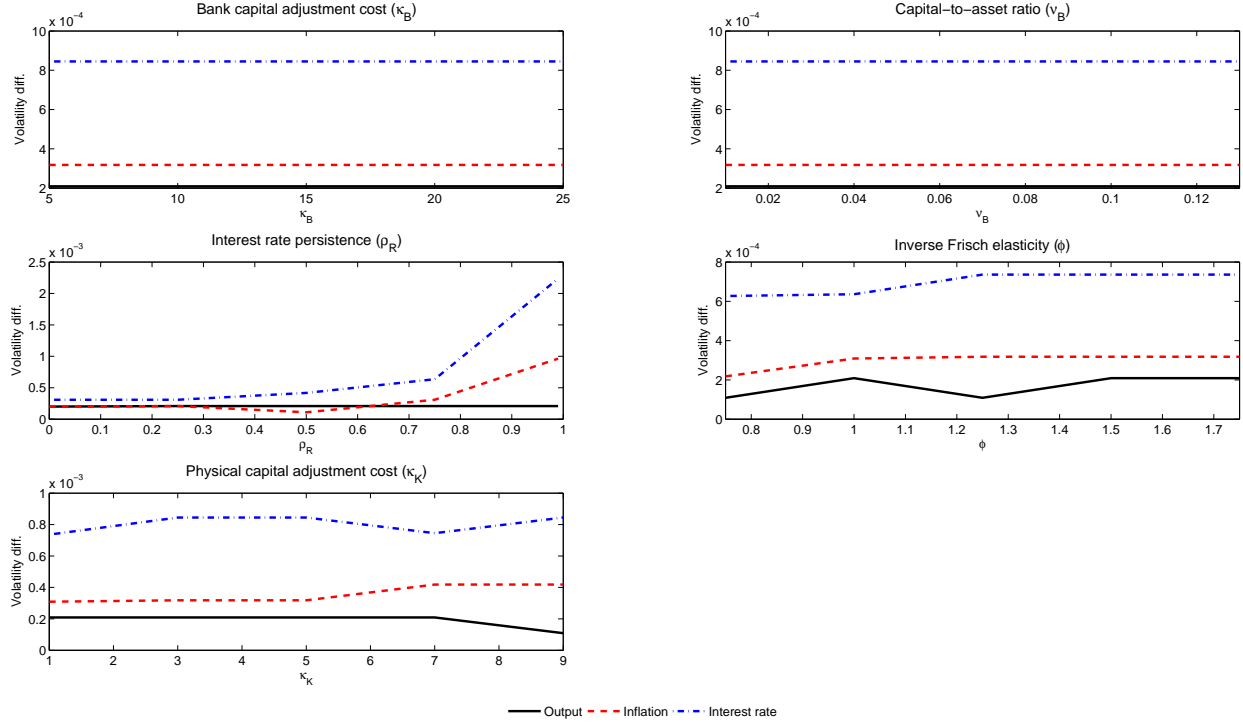 Bank capital adjustment cost (κB)
x 10−4
10
8
6
4
2
Volatility diff.
5 10 15 20 25
κB
Capital−to−asset ratio (νB)
x 10−4
10
8
6
4
2
Volatility diff.
0.02 0.04 0.06 0.08 0.1 0.12
νB
Interest rate persistence (ρR)
x 10−3
2.5
2
1.5
1
0.5
0
Volatility diff.
0 0.1 0.2 0.3 0.4 0.5 0.6 0.7 0.8 0.9 1
ρR
Inverse Frisch elasticity (ϕ)
x 10−4
8
6
4
2
0
Volatility diff.
0.8 0.9 1 1.1 1.2 1.3 1.4 1.5 1.6 1.7
ϕ
Physical capital adjustment cost (κK)
x 10−3
1
0.8
0.6
0.4
0.2
0
Volatility diff.
1 2 3 4 5 6 7 8 9
κK
Output Inflation Interest rate